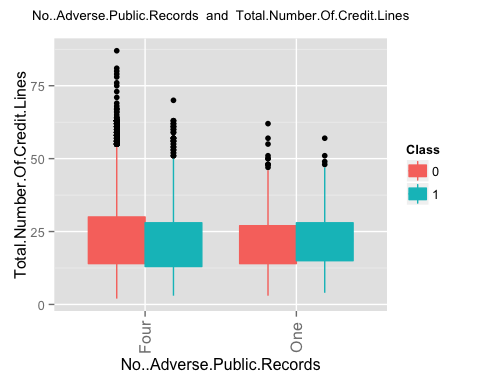 No..Adverse.Public.Records and Total.Number.Of.Credit.Lines
Total.Number.Of.Credit.Lines
75
50
25
0
Four
One
No..Adverse.Public.Records
Class
0
1